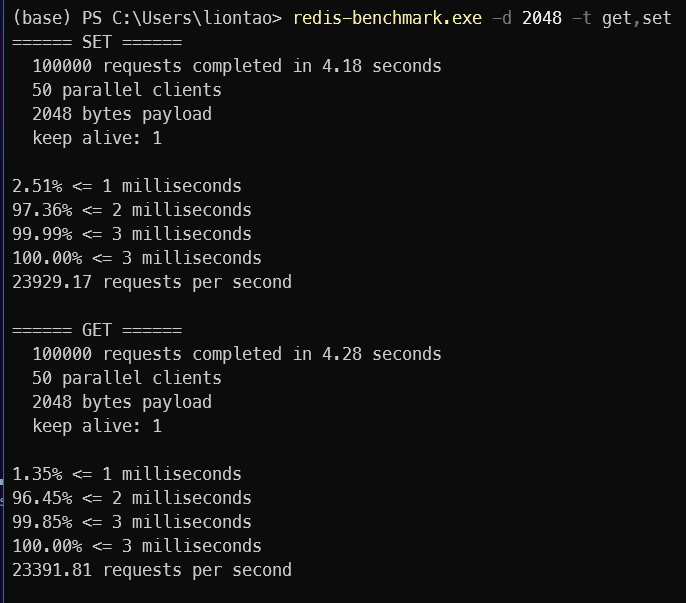 (base) PS C:\Users\liontao> redis-benchmark.exe -d 2048 -t get,set
====== SET ======
  100000 requests completed in 4.18 seconds
  50 parallel clients
  2048 bytes payload
  keep alive: 1

2.51% <= 1 milliseconds
97.36% <= 2 milliseconds
99.99% <= 3 milliseconds
100.00% <= 3 milliseconds
23929.17 requests per second

====== GET ======
  100000 requests completed in 4.28 seconds
  50 parallel clients
  2048 bytes payload
  keep alive: 1

1.35% <= 1 milliseconds
96.45% <= 2 milliseconds
99.85% <= 3 milliseconds
100.00% <= 3 milliseconds
23391.81 requests per second